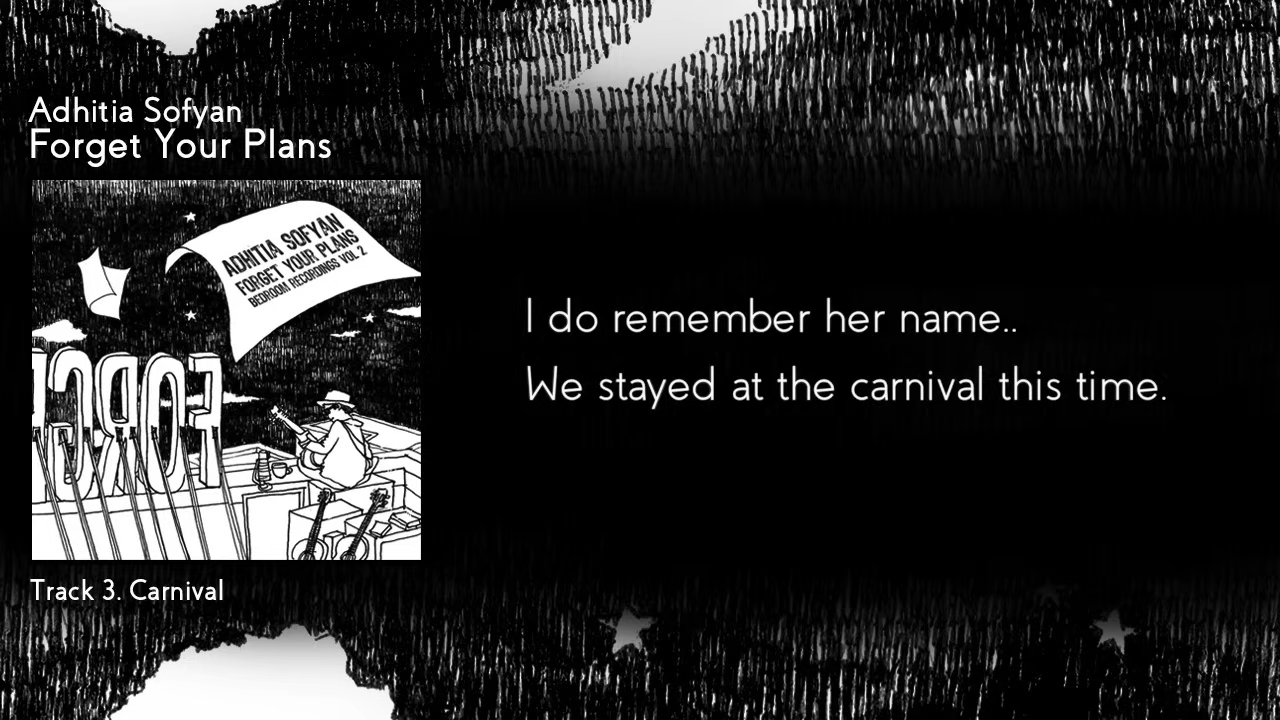 Adhitia Sofyan
Forget Your Plans
ADHITIA SOFYAN
FORGET YOUR PLANS
BEDROOM RECORDINGS VOL 2
I do remember her name..
We stayed at the carnival this time.
Track 3. Carnival